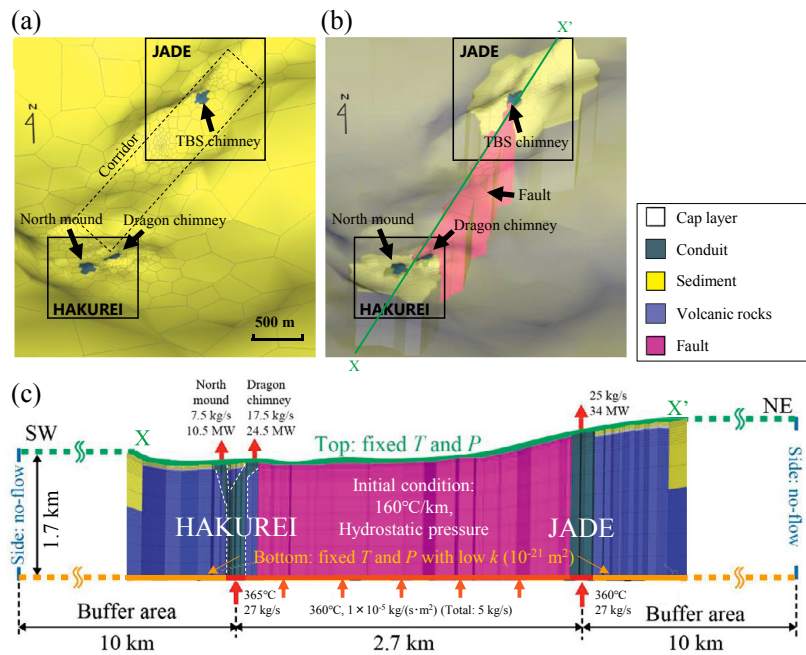 (a)
JADE
N
Corridor
TBS chimney
North mound
Dragon chimney
HAKUREI
500 m
(b)
X'
JADE
N
TBS chimney
Fault
North mound
Dragon chimney
HAKUREI
X
Cap layer
Conduit
Sediment
Volcanic rocks
Fault
(c)
SW
X
North
mound
7.5 kg/s
10.5 MW
Dragon
chimney
17.5 kg/s
24.5 MW
Top: fixed T and P
25 kg/s
34 MW
X'
NE
Side: no-flow
1.7 km
HAKUREI
Initial condition:
160℃/km,
Hydrostatic pressure
JADE
Side: no-flow
Bottom: fixed T and P with low k (10⁻²¹ m²)
365℃
27 kg/s
360℃, 1 × 10⁻⁵ kg/(s·m²) (Total: 5 kg/s)
360℃
27 kg/s
Buffer area
Buffer area
10 km
2.7 km
10 km